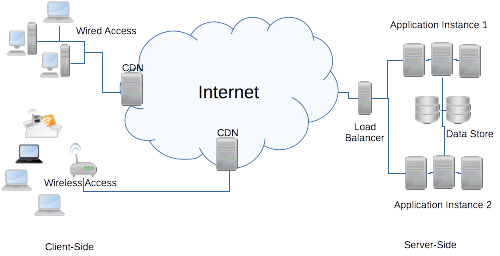 Wired Access
Application Instance 1
CDN
Internet
Load
Balancer
Data Store
CDN
Wireless Access
Application Instance 2
Client-Side
Server-Side